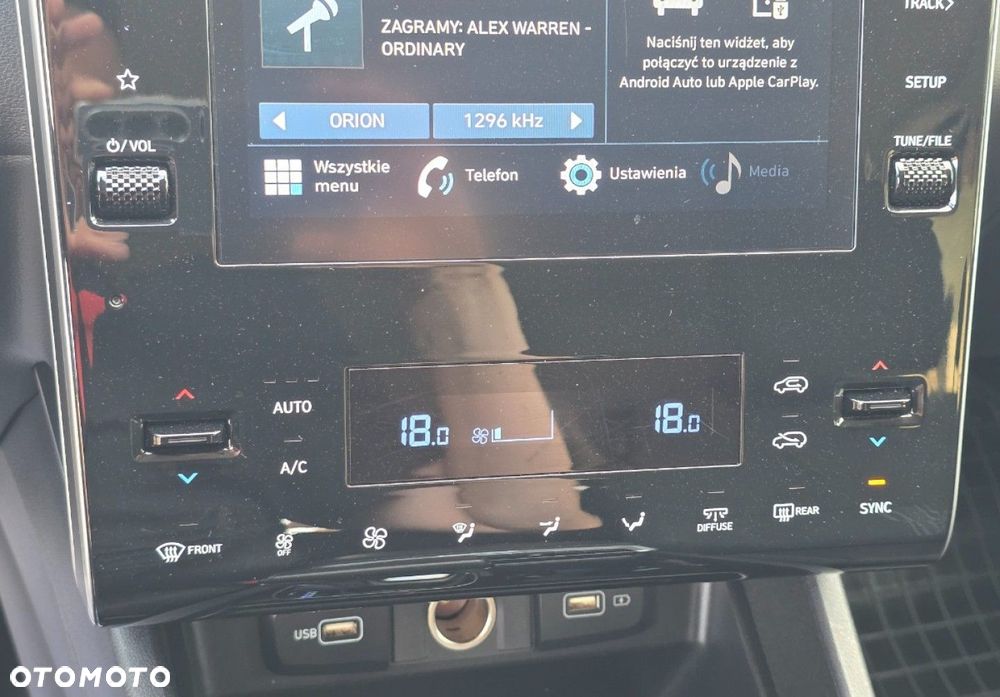 TRACK
ZAGRAMY: ALEX WARREN -
ORDINARY
Naciśnij ten widżet, aby
połączyć to urządzenie z
Android Auto lub Apple CarPlay.
SETUP
ORION
1296 kHz
/VOL
TUNE/FILE
Wszystkie
menu
Telefon
Ustawienia
Media
AUTO
A/C
18.0
18.0
SYNC
FRONT
OFF
DIFFUSE
REAR
USB
OTOMOTO